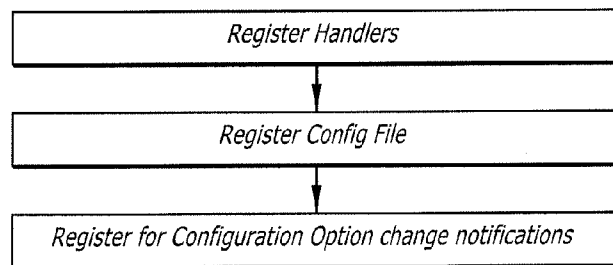 Register Handlers
Register Config File
Register for Configuration Option change notifications